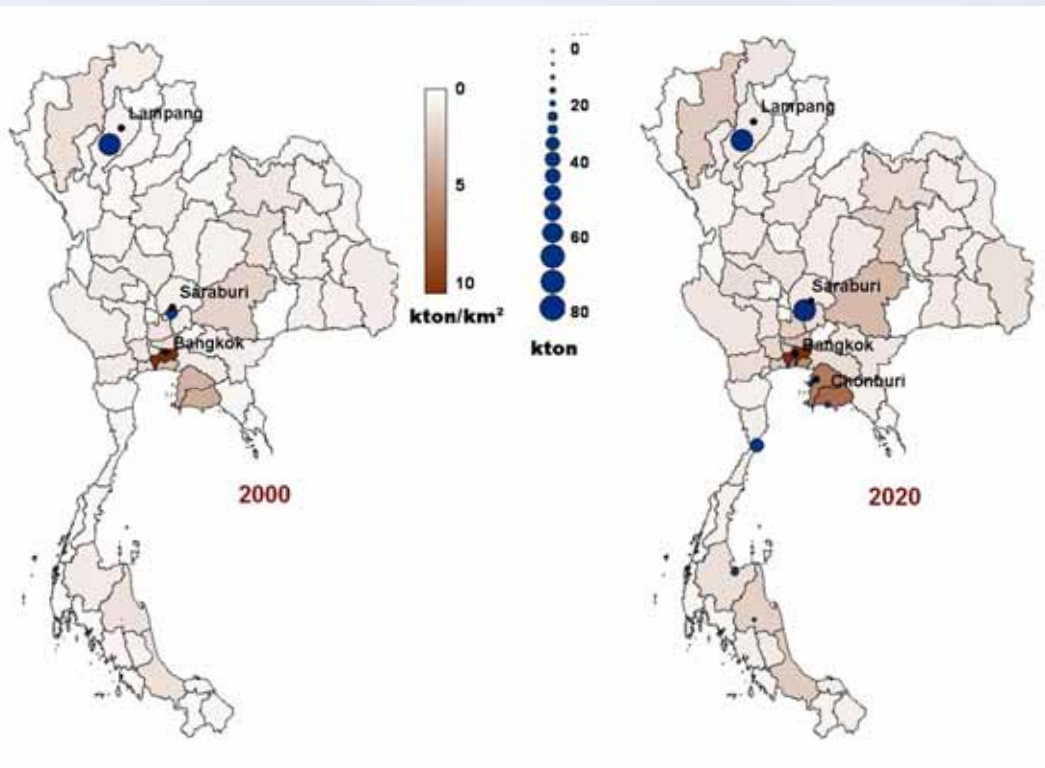 Lampang
Saraburi
Bangkok
2000
0
5
10
kton/km²
0
20
40
60
80
kton
Lampang
Saraburi
Bangkok
Chonburi
2020